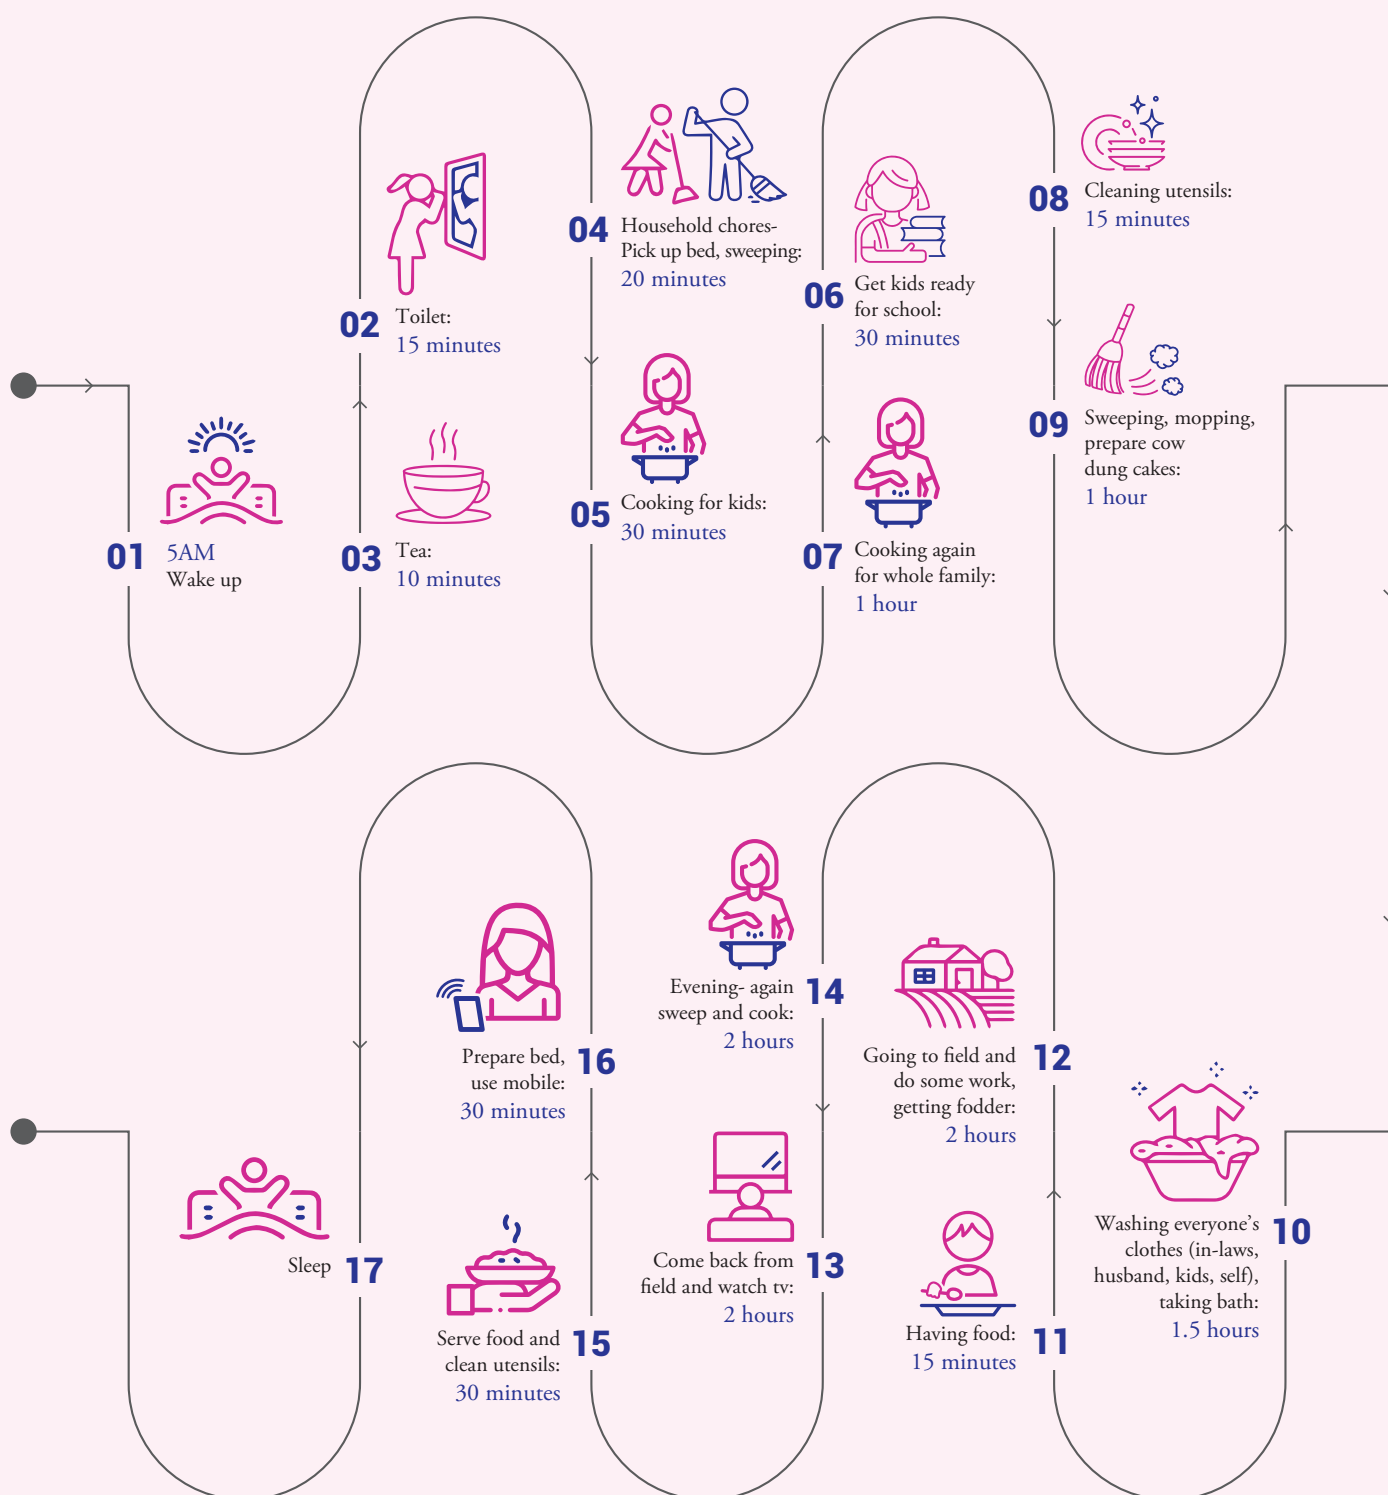 01
5AM
Wake up
02
Toilet:
15 minutes
03
Tea:
10 minutes
04
Household chores-
Pick up bed, sweeping:
20 minutes
05
Cooking for kids:
30 minutes
06
Get kids ready
for school:
30 minutes
07
Cooking again
for whole family:
1 hour
08
Cleaning utensils:
15 minutes
09
Sweeping, mopping,
prepare cow
dung cakes:
1 hour
10
Washing everyone’s
clothes (in-laws,
husband, kids, self),
taking bath:
1.5 hours
11
Having food:
15 minutes
12
Going to field and
do some work,
getting fodder:
2 hours
13
Come back from
field and watch tv:
2 hours
14
Evening- again
sweep and cook:
2 hours
15
Serve food and
clean utensils:
30 minutes
16
Prepare bed,
use mobile:
30 minutes
17
Sleep